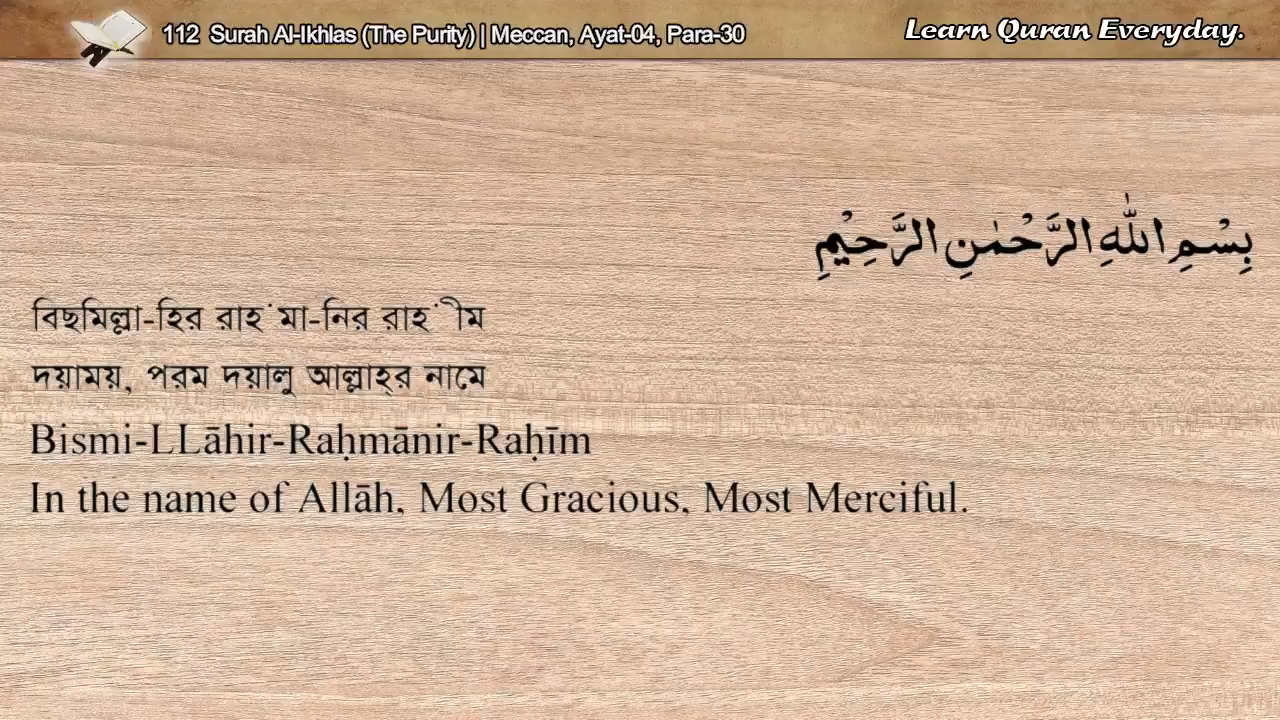 112 Surah Al-Ikhlas (The Purity) | Meccan, Ayat-04, Para-30
Learn Quran Everyday.
بِسْمِ اللّٰهِ الرَّحْمٰنِ الرَّحِيْمِ
বিছমিল্লা-হির রাহ'মা-নির রাহ'ীম
দয়াময়, পরম দয়ালু আল্লাহ্‌র নামে
Bismi-LLāhir-Raḥmānir-Raḥīm
In the name of Allāh, Most Gracious, Most Merciful.